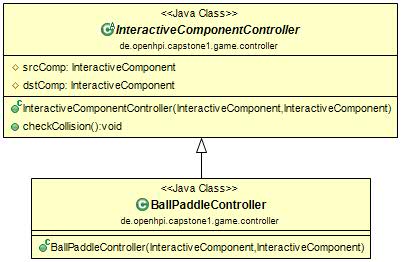 <<Java Class>>
InteractiveComponentController
de.openhpi.capstone1.game.controller
srcComp: InteractiveComponent
dstComp: InteractiveComponent
InteractiveComponentController(InteractiveComponent,InteractiveComponent)
checkCollision():void
<<Java Class>>
BallPaddleController
de.openhpi.capstone1.game.controller
BallPaddleController(InteractiveComponent,InteractiveComponent)